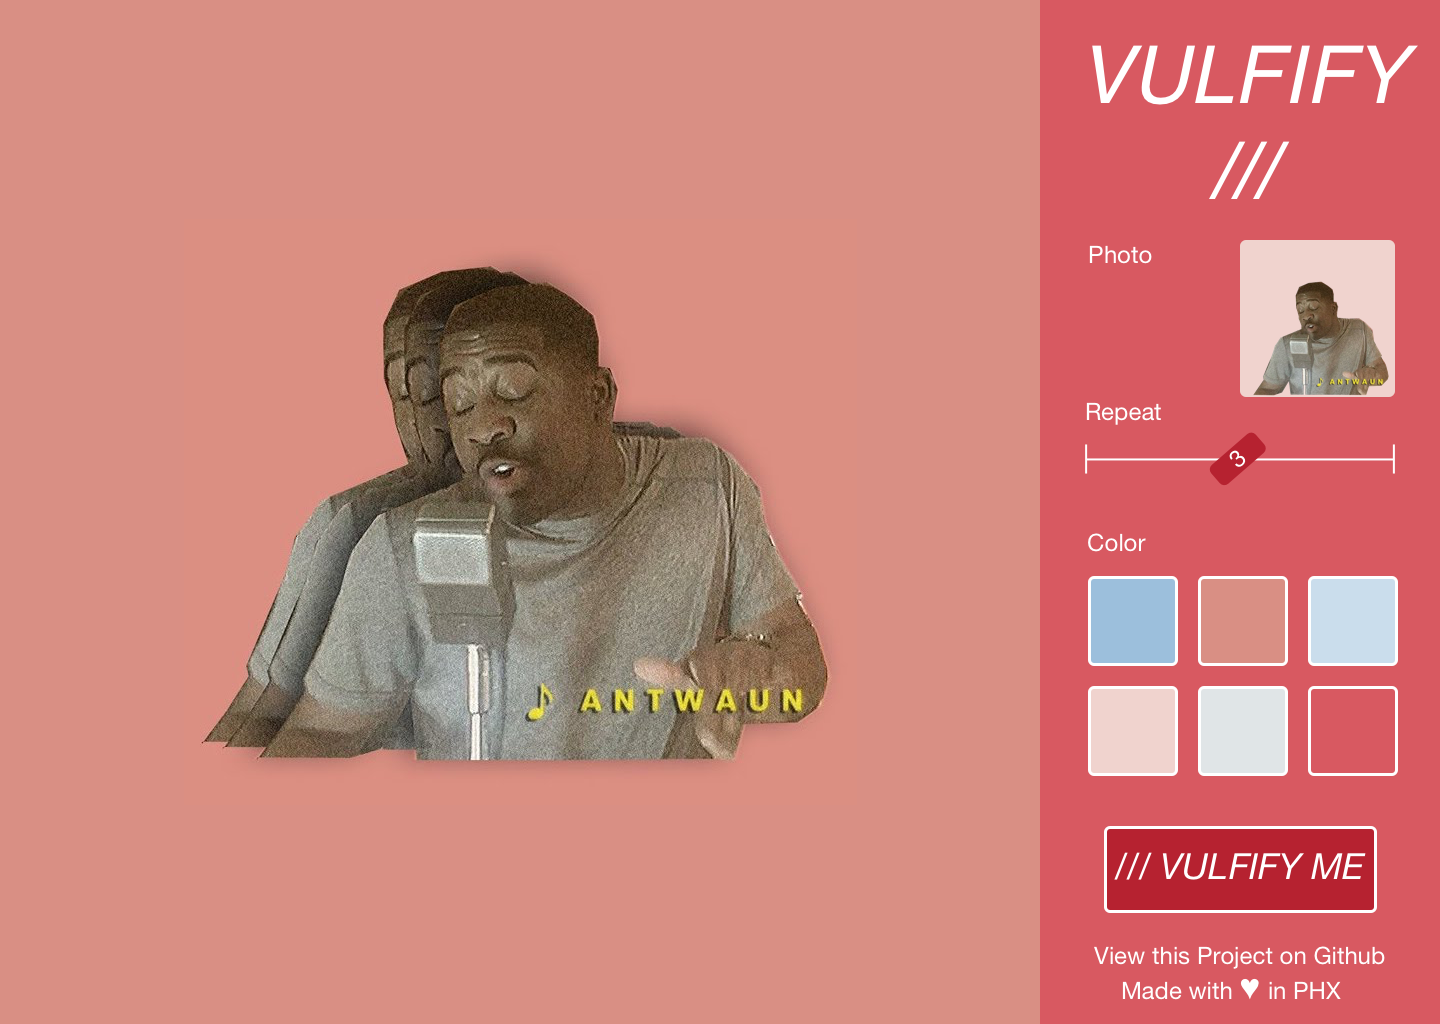 VULFIFY
///
Photo
♪ ANTWAUN
Repeat
3
♪ ANTWAUN
Color
/// VULFIFY ME
View this Project on Github
Made with ♥ in PHX